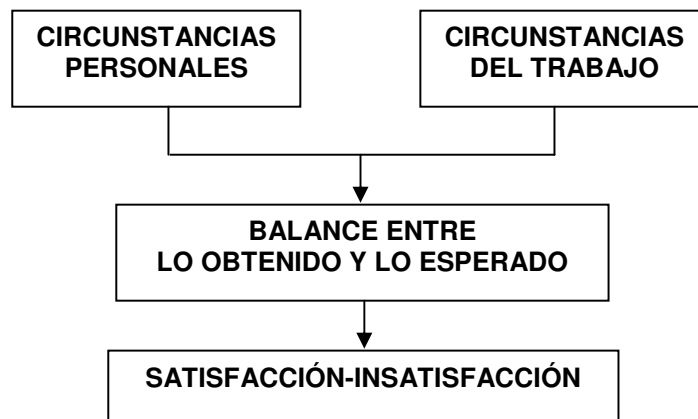 CIRCUNSTANCIAS
PERSONALES
CIRCUNSTANCIAS
DEL TRABAJO
BALANCE ENTRE
LO OBTENIDO Y LO ESPERADO
SATISFACCIÓN-INSATISFACCIÓN